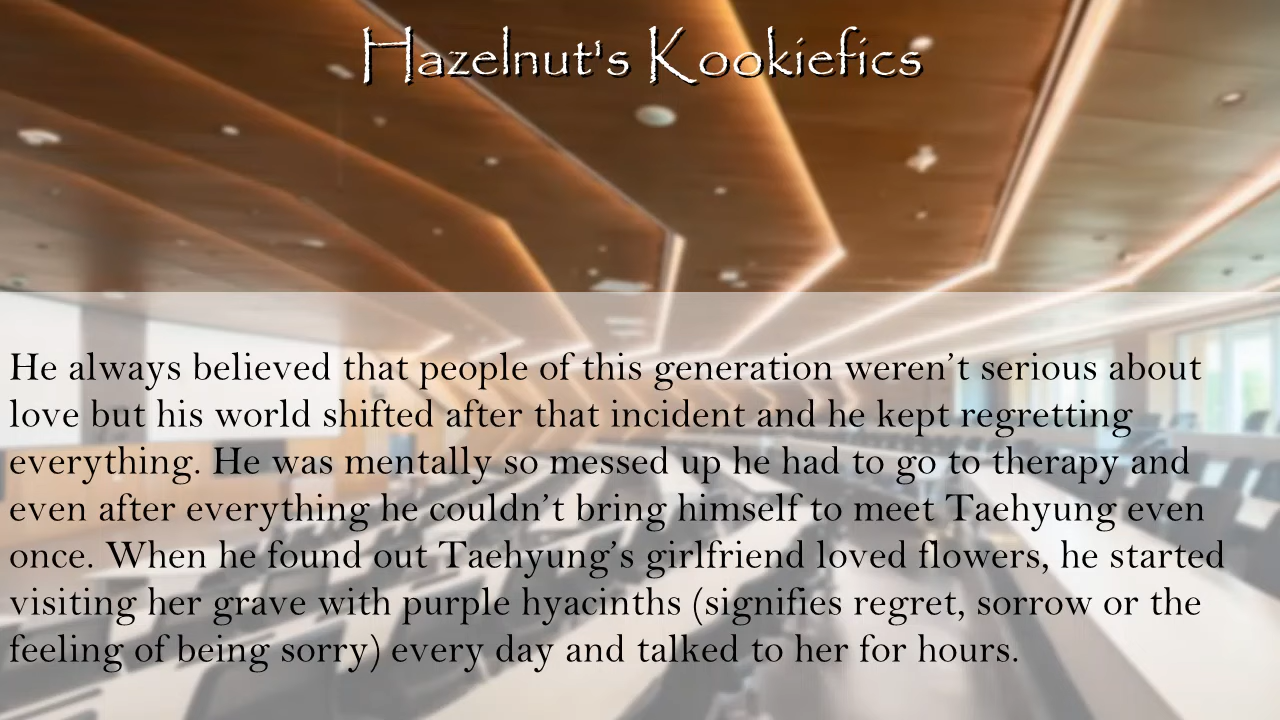 Hazelnut's Kookiefics
He always believed that people of this generation weren’t serious about
love but his world shifted after that incident and he kept regretting
everything. He was mentally so messed up he had to go to therapy and
even after everything he couldn’t bring himself to meet Taehyung even
once. When he found out Taehyung’s girlfriend loved flowers, he started
visiting her grave with purple hyacinths (signifies regret, sorrow or the
feeling of being sorry) every day and talked to her for hours.